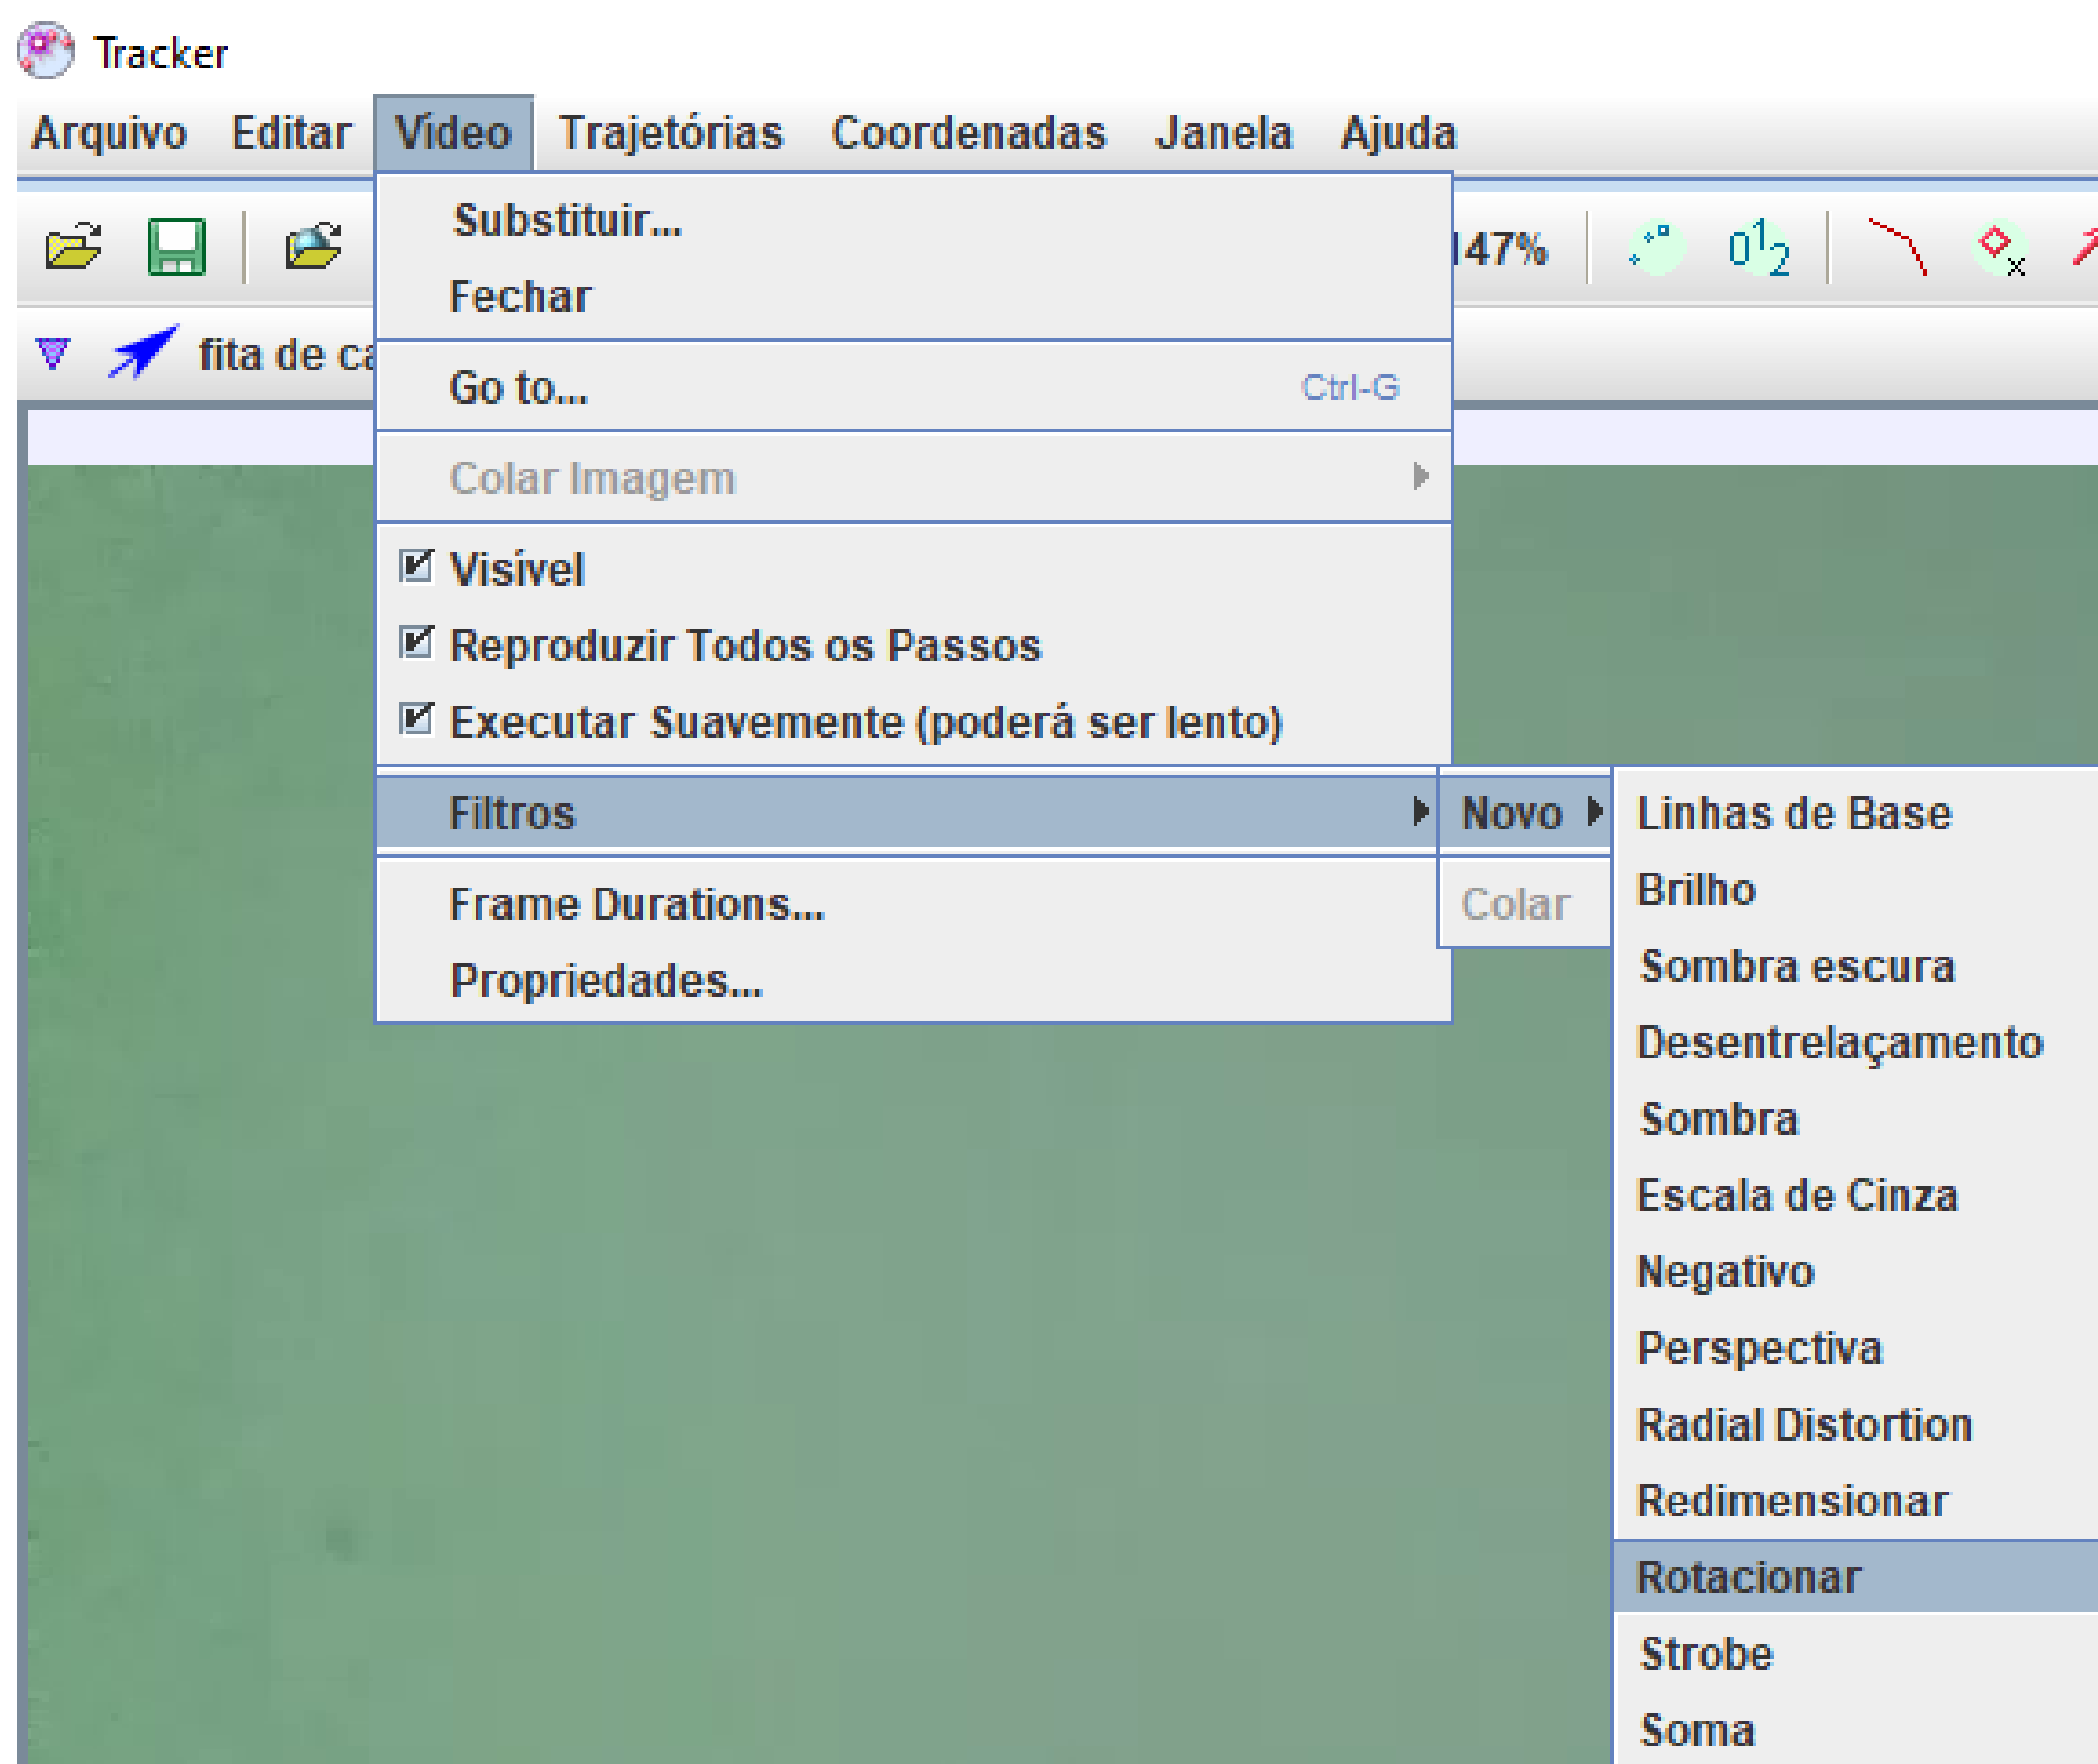 Tracker
Arquivo Editar Vídeo Trajetórias Coordenadas Janela Ajuda
Substituir...
47%
012
Fechar
fita de ca
Go to... Ctrl-G
Colar Imagem
Visível
Reproduzir Todos os Passos
Executar Suavemente (poderá ser lento)
Filtros
Novo
Linhas de Base
Brilho
Frame Durations...
Colar
Sombra escura
Propriedades...
Desentrelaçamento
Sombra
Escala de Cinza
Negativo
Perspectiva
Radial Distortion
Redimensionar
Rotacionar
Strobe
Soma